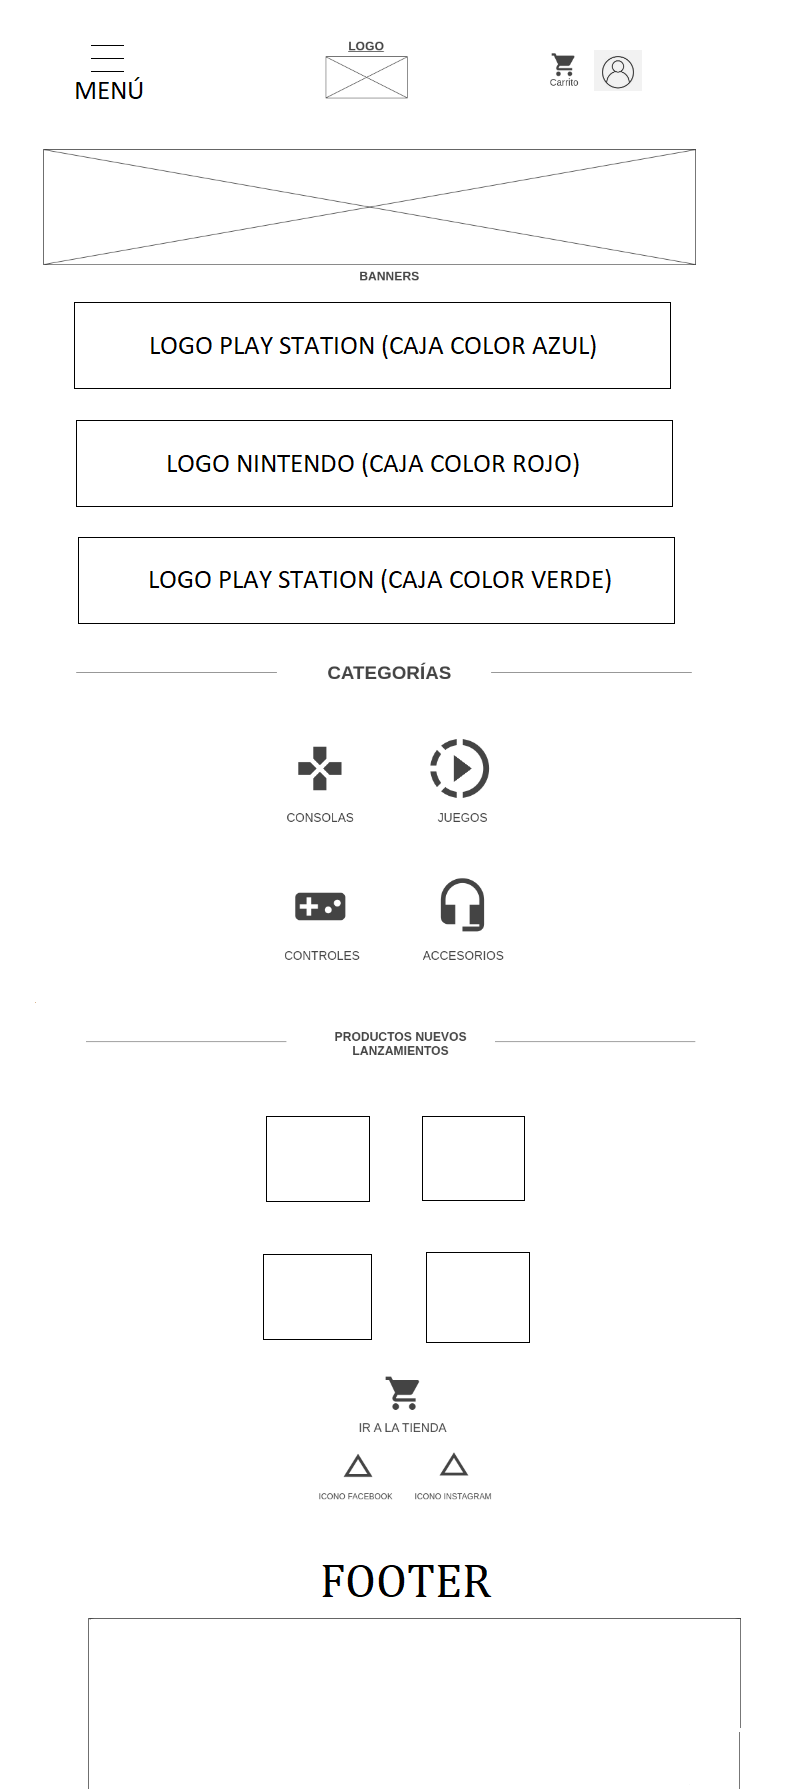 LOGO
Carrito
MENÚ
BANNERS
LOGO PLAY STATION (CAJA COLOR AZUL)
LOGO NINTENDO (CAJA COLOR ROJO)
LOGO PLAY STATION (CAJA COLOR VERDE)
CATEGORÍAS
CONSOLAS
JUEGOS
CONTROLES
ACCESORIOS
PRODUCTOS NUEVOS
LANZAMIENTOS
IR A LA TIENDA
ICONO FACEBOOK
ICONO INSTAGRAM
FOOTER